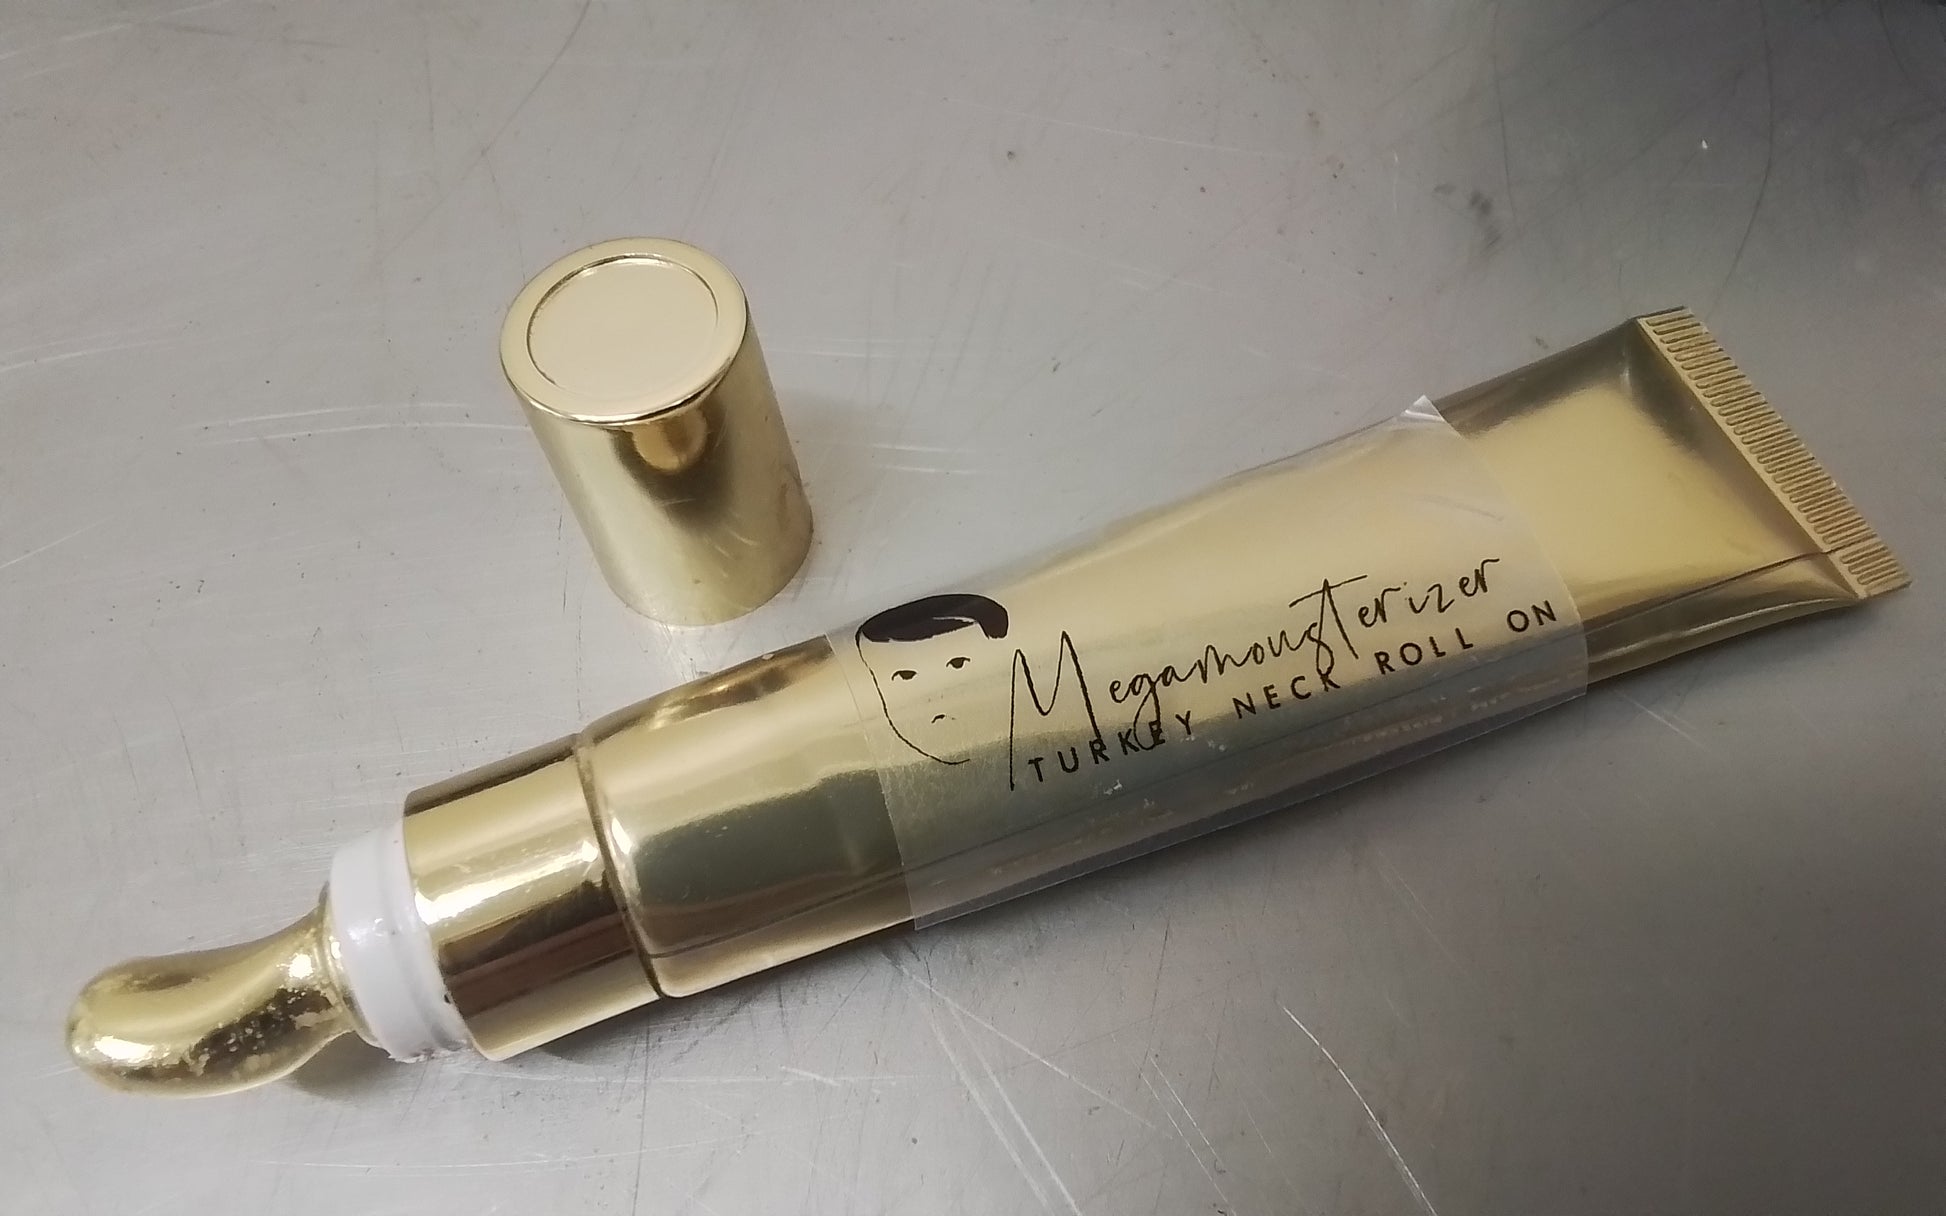 Megamousterizer
TURKEY NECK ROLL ON